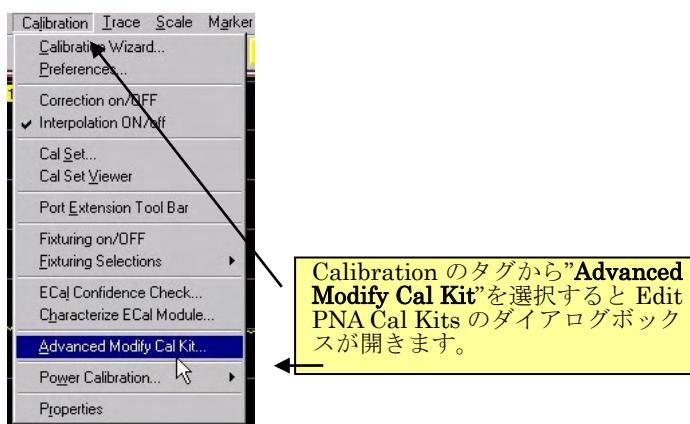 Calibration Trace Scale Marker
Calibration Wizard...
Preferences...
Correction on/OFF
Interpolation ON/off
Cal Set...
Cal Set Viewer
Port Extension Tool Bar
Fixturing on/OFF
Fixturing Selections
ECal Confidence Check...
Characterize ECal Module...
Advanced Modify Cal Kit...
Power Calibration...
Properties
Calibration のタグから”Advanced
Modify Cal Kit”を選択すると Edit
PNA Cal Kits のダイアログボック
スが開きます。